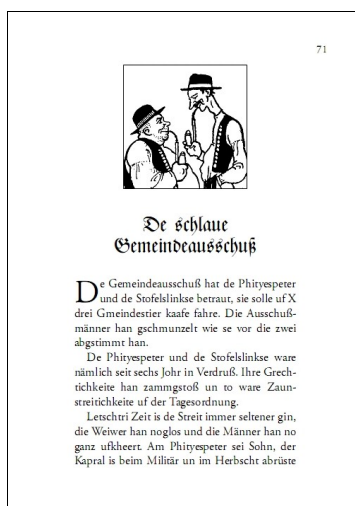 71
De schlaue
Gemeindeausschuß
De Gemeindeausschuß hat de Phityespeter
und de Stofelslinkse betraut, sie solle uf X
drei Gmeindestier kaafe fahre. Die Ausschuß-
männer han gschmunzelt wie se vor die zwei
abgstimmt han.
De Phityespeter und de Stofelslinkse ware
nämlich seit sechs Johr in Verdruß. Ihre Grech-
tichkeite han zammgstoß un to ware Zaun-
streitichkeite uf der Tagesordnung.
Letschtri Zeit is de Streit immer seltener gin,
die Weiwer han noglos und die Männer han no
ganz ufkheert. Am Phityespeter sei Sohn, der
Kapral is beim Militär un im Herbscht abrüste